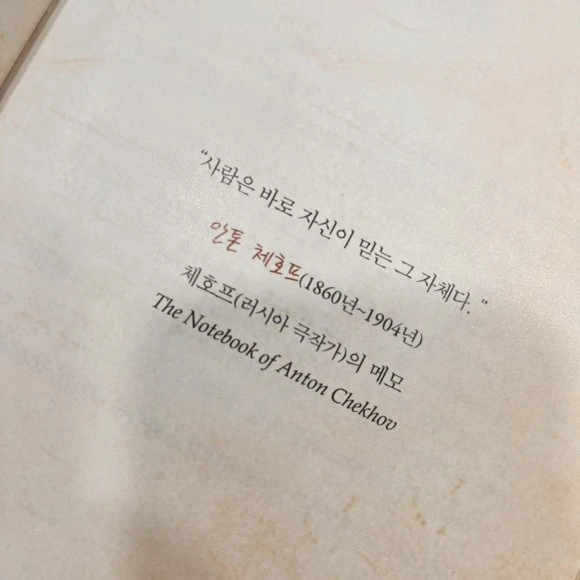 “사람은 바로 자신이 믿는 그 자체다.”
안톤 체호프(1860년~1904년)
체호프(러시아 극작가)의 메모
The Notebook of Anton Chekhov